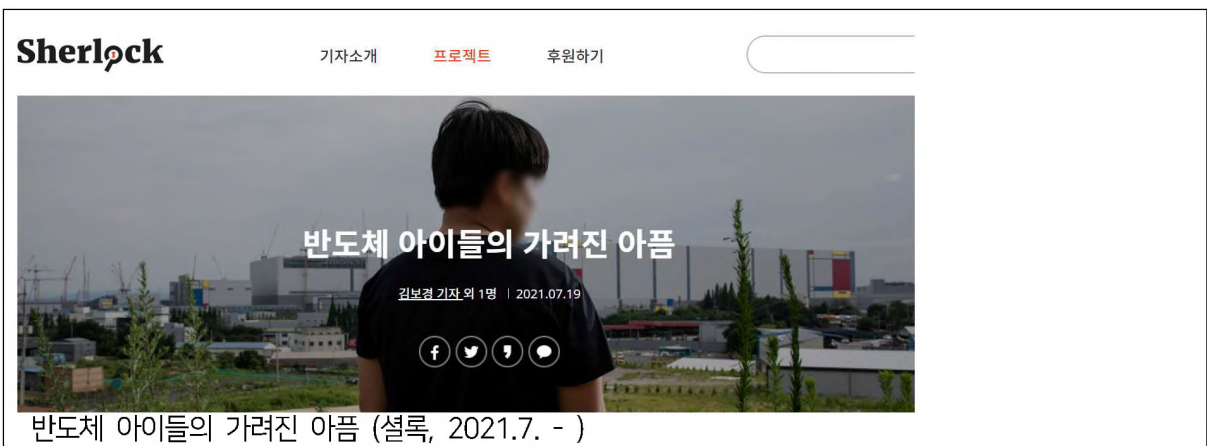 Sherlock
기자소개 프로젝트 후원하기
반도체 아이들의 가려진 아픔
김보경 기자 외 1명 | 2021.07.19
반도체 아이들의 가려진 아픔 (셜록, 2021.7. - )